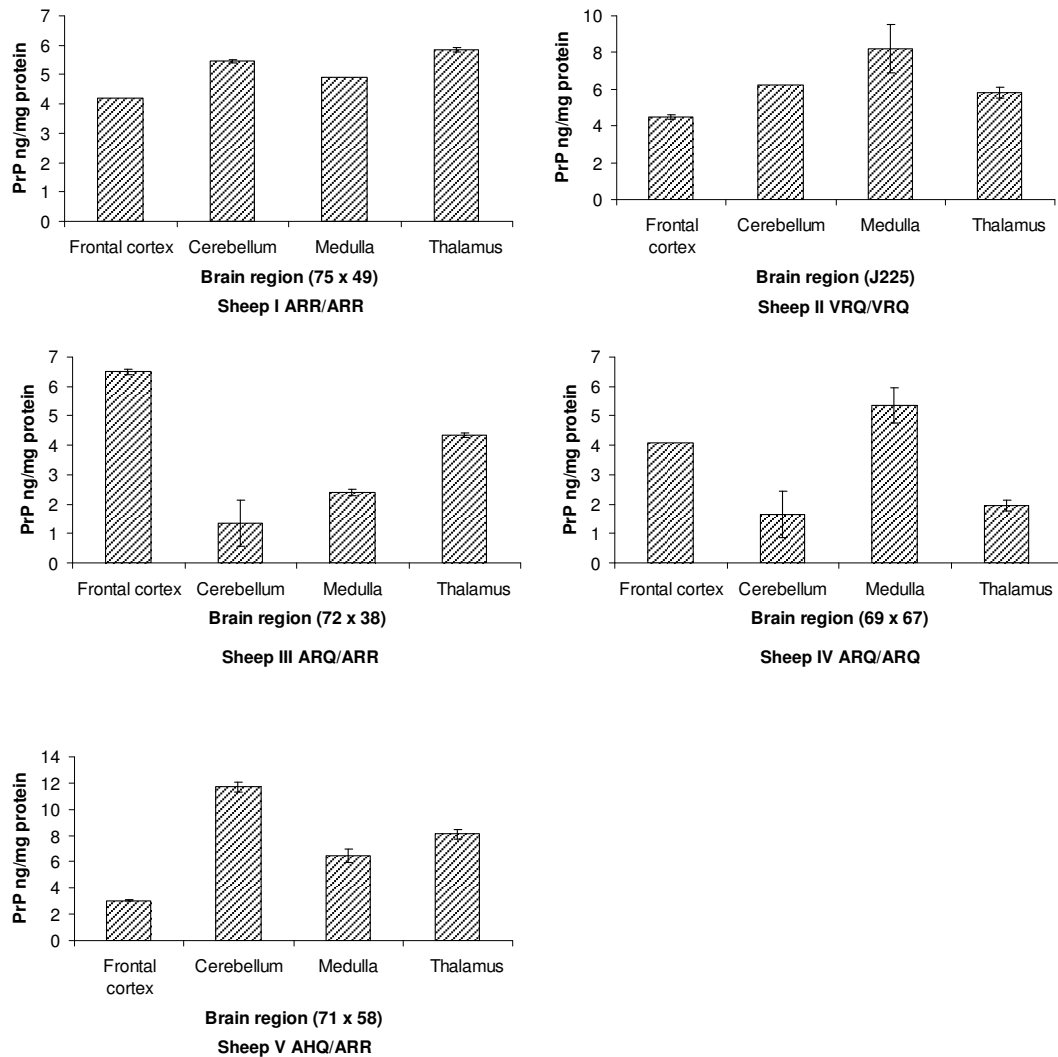 PrP ng/mg protein
7
6
5
4
3
2
1
0
Frontal cortex Cerebellum Medulla Thalamus
Brain region (75 x 49)
Sheep I ARR/ARR
PrP ng/mg protein
10
8
6
4
2
0
Frontal cortex Cerebellum Medulla Thalamus
Brain region (J225)
Sheep II VRQ/VRQ
PrP ng/mg protein
7
6
5
4
3
2
1
0
Frontal cortex Cerebellum Medulla Thalamus
Brain region (72 x 38)
Sheep III ARQ/ARR
PrP ng/mg protein
7
6
5
4
3
2
1
0
Frontal cortex Cerebellum Medulla Thalamus
Brain region (69 x 67)
Sheep IV ARQ/ARQ
PrP ng/mg protein
14
12
10
8
6
4
2
0
Frontal cortex Cerebellum Medulla Thalamus
Brain region (71 x 58)
Sheep V AHQ/ARR